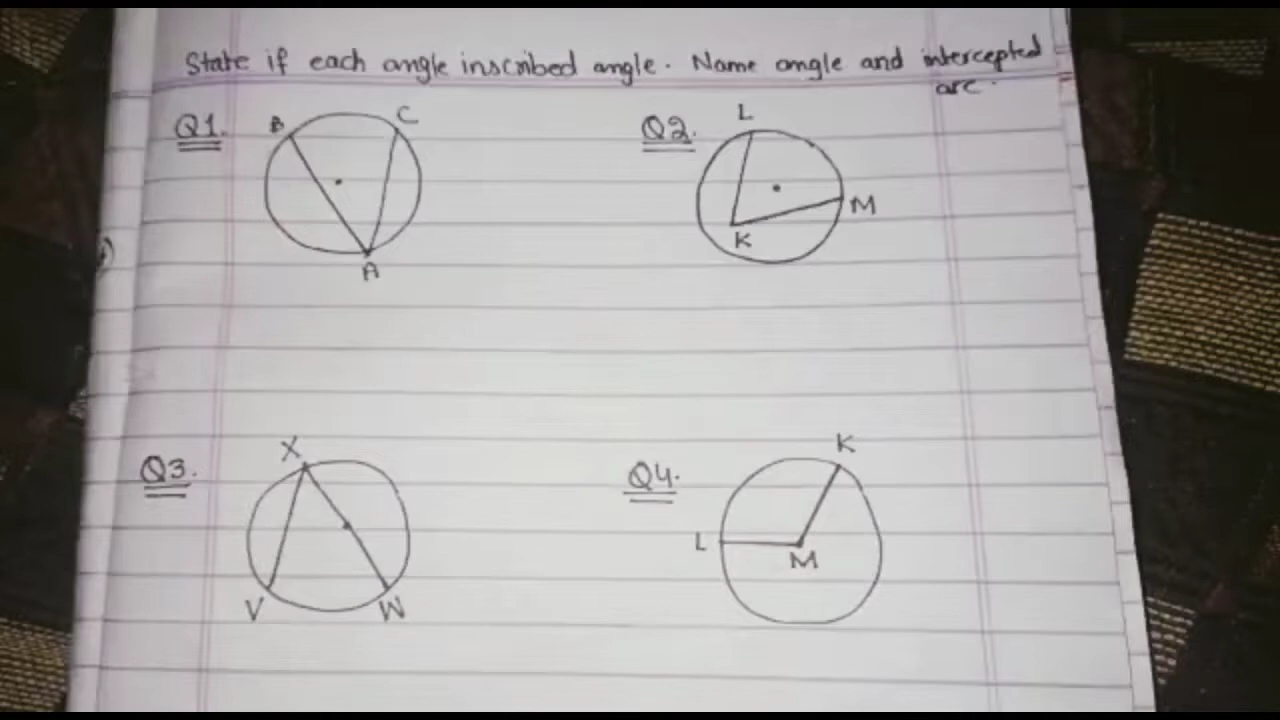 State if each angle inscribed angle. Name angle and intercepted
arc.
Q1. B C
A
Q2. L
M
K
Q3. X
V W
Q4. K
L
M